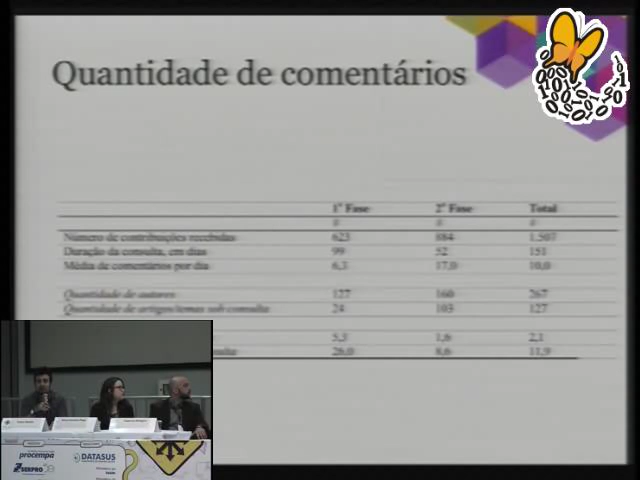 Quantidade de comentários
1ª Fase 2ª Fase Total
# # #
Número de contribuições recebidas 623 884 1.507
Duração da consulta, em dias 99 52 151
Média de comentários por dia 6,3 17,0 10,0
Quantidade de autores 127 160 267
Quantidade de artigos/temas sob consulta 24 103 127
5,3 1,6 2,1
26,0 8,6 11,9
procempa
SERPRO
DATASUS